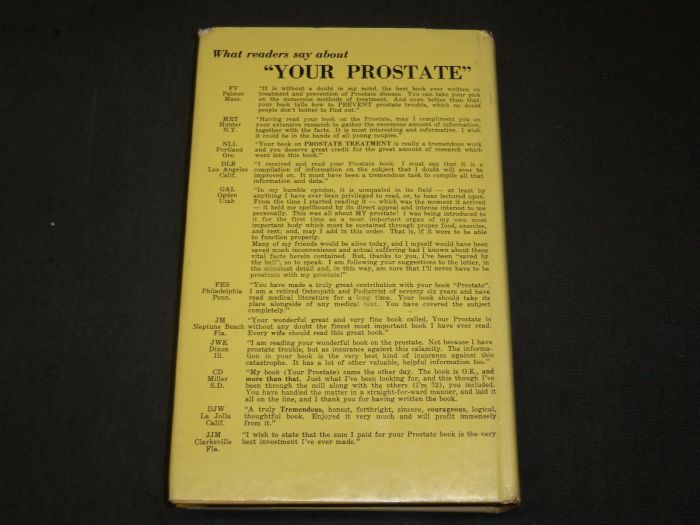 What readers say about
"YOUR PROSTATE"
FV
Palmer
Mass.
"It is without a doubt in my mind, the best book ever written on
treatment and prevention of Prostate disease. You can take your pick
on the numerous methods of treatment. And even better than that,
your book tells how to PREVENT prostate trouble, which no doubt
people don't bother to find out."
MRT
Hunter
N.Y.
"Having read your book on the Prostate, may I compliment you on
your extensive research to gather the enormous amount of information,
together with the facts. It is most interesting and informative. I wish
it could be in the hands of all young couples."
NLL
Portland
Ore.
"Your book on PROSTATE TREATMENT is really a tremendous work
and you deserve great credit for the great amount of research which
went into this book."
DLB
Los Angeles
Calif.
"I received and read your Prostate Book. I must say that it is a
compilation of information on the subject that I doubt will ever be
improved on. It must have been a tremendous task to compile all that
information and data."
GAL
Ogden
Utah
"In my humble opinion, it is unequaled in its field — at least by
anything I have ever been privileged to read, or, to hear lectured upon.
From the time I started reading it — which was the moment it arrived
— it held me spellbound by its direct appeal and intense interest to me
personally. This was all about MY prostate! I was being introduced to
it for the first time as a most important organ of my own most
important body which must be sustained through proper food, exercise,
and rest; and, may I add in this order. That is, if it were to be able
to function properly.
Many of my friends would be alive today, and I myself would have been
saved much inconvenience and actual suffering had I known about these
vital facts herein contained. But, thanks to you, I've been "saved by
the bell", so to speak. I am following your suggestions to the letter, in
the minutest detail and, in this way, am sure that I'll never have to be
prostrate with my prostate!"
FES
Philadelphia
Penn.
"You have made a truly great contribution with your book "Prostate".
I am a retired Osteopath and Podiatrist of seventy six years and have
read medical literature for a long time. Your book should take its
place alongside of any medical text. You have covered the subject
completely."
JM
Neptune Beach
Fla.
"Your wonderful great and very fine book called, Your Prostate is
without any doubt the finest most important book I have ever read.
Every wife should read this great book."
JWK
Dixon
Ill.
"I am reading your wonderful book on the prostate. Not because I have
prostate trouble, but as insurance against this calamity. The informa-
tion in your book is the very best kind of insurance against this
catastrophe. It has a lot of other valuable, helpful information too."
CD
Miller
S.D.
"My book (Your Prostate) came the other day. The book is O.K., and
more than that. Just what I've been looking for, and this though I've
been through the mill along with the others (I'm 72), you included.
You have handled the matter in a straight-for-ward manner, and laid it
all on the line, and I thank you for having written the book.
DJW
La Jolla
Calif.
"A truly Tremendous, honest, forthright, sincere, courageous, logical,
thoughtful book. Enjoyed it very much and will profit immensely
from it."
JJM
Clarksville
Fla.
"I wish to state that the sum I paid for your Prostate book is the very
best investment I've ever made."